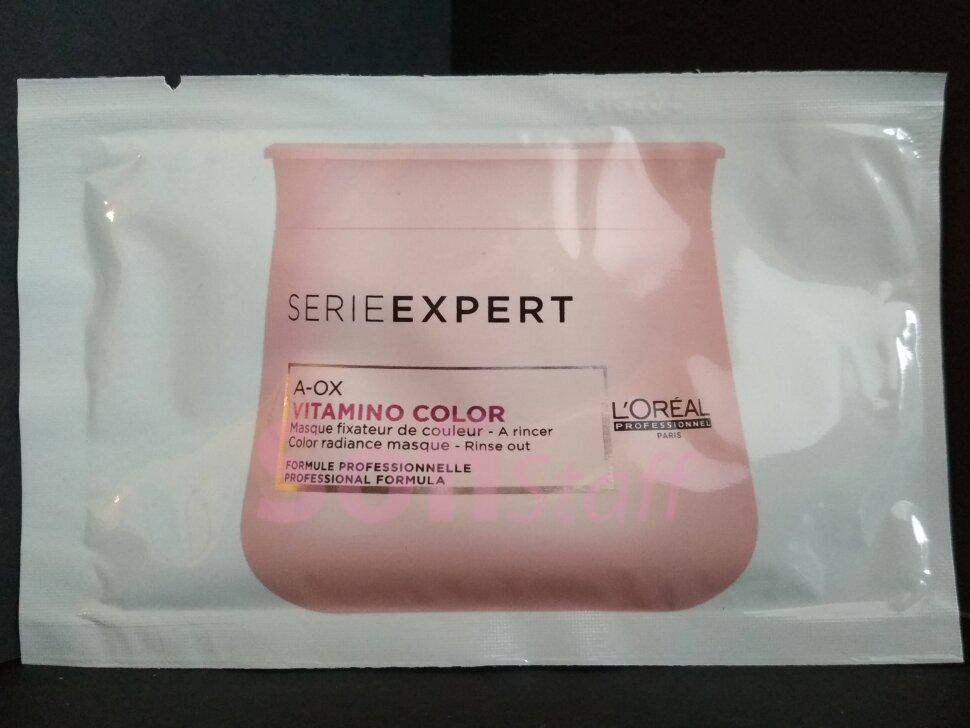 SERIEEXPERT
A-OX
VITAMINO COLOR
Masque fixateur de couleur - A rincer
Color radiance masque - Rinse out
FORMULE PROFESSIONNELLE
PROFESSIONAL FORMULA
L'ORÉAL
PROFESSIONNEL
PARIS
Staff